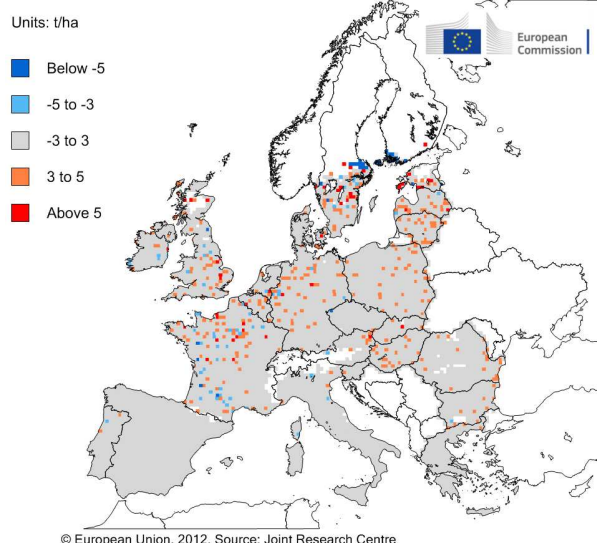 Units: t/ha
European
Commission
Below -5
-5 to -3
-3 to 3
3 to 5
Above 5
© European Union, 2012. Source: Joint Research Centre